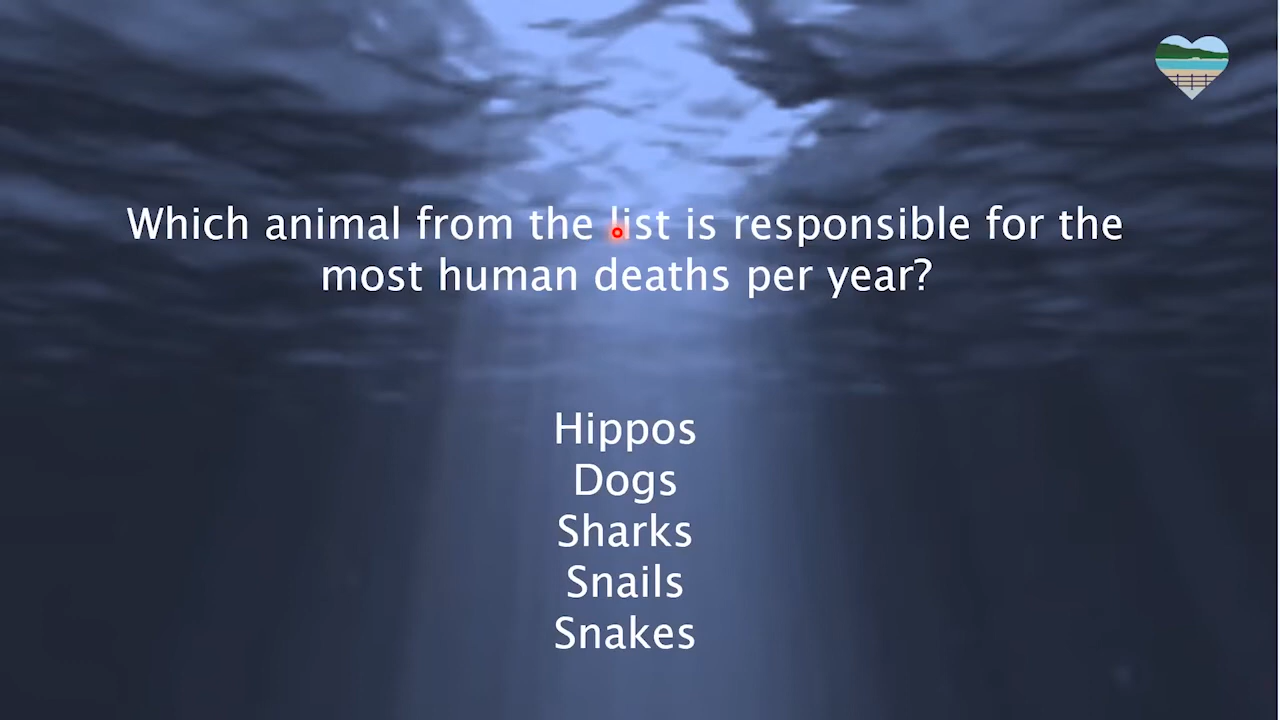 Which animal from the list is responsible for the
most human deaths per year?
Hippos
Dogs
Sharks
Snails
Snakes